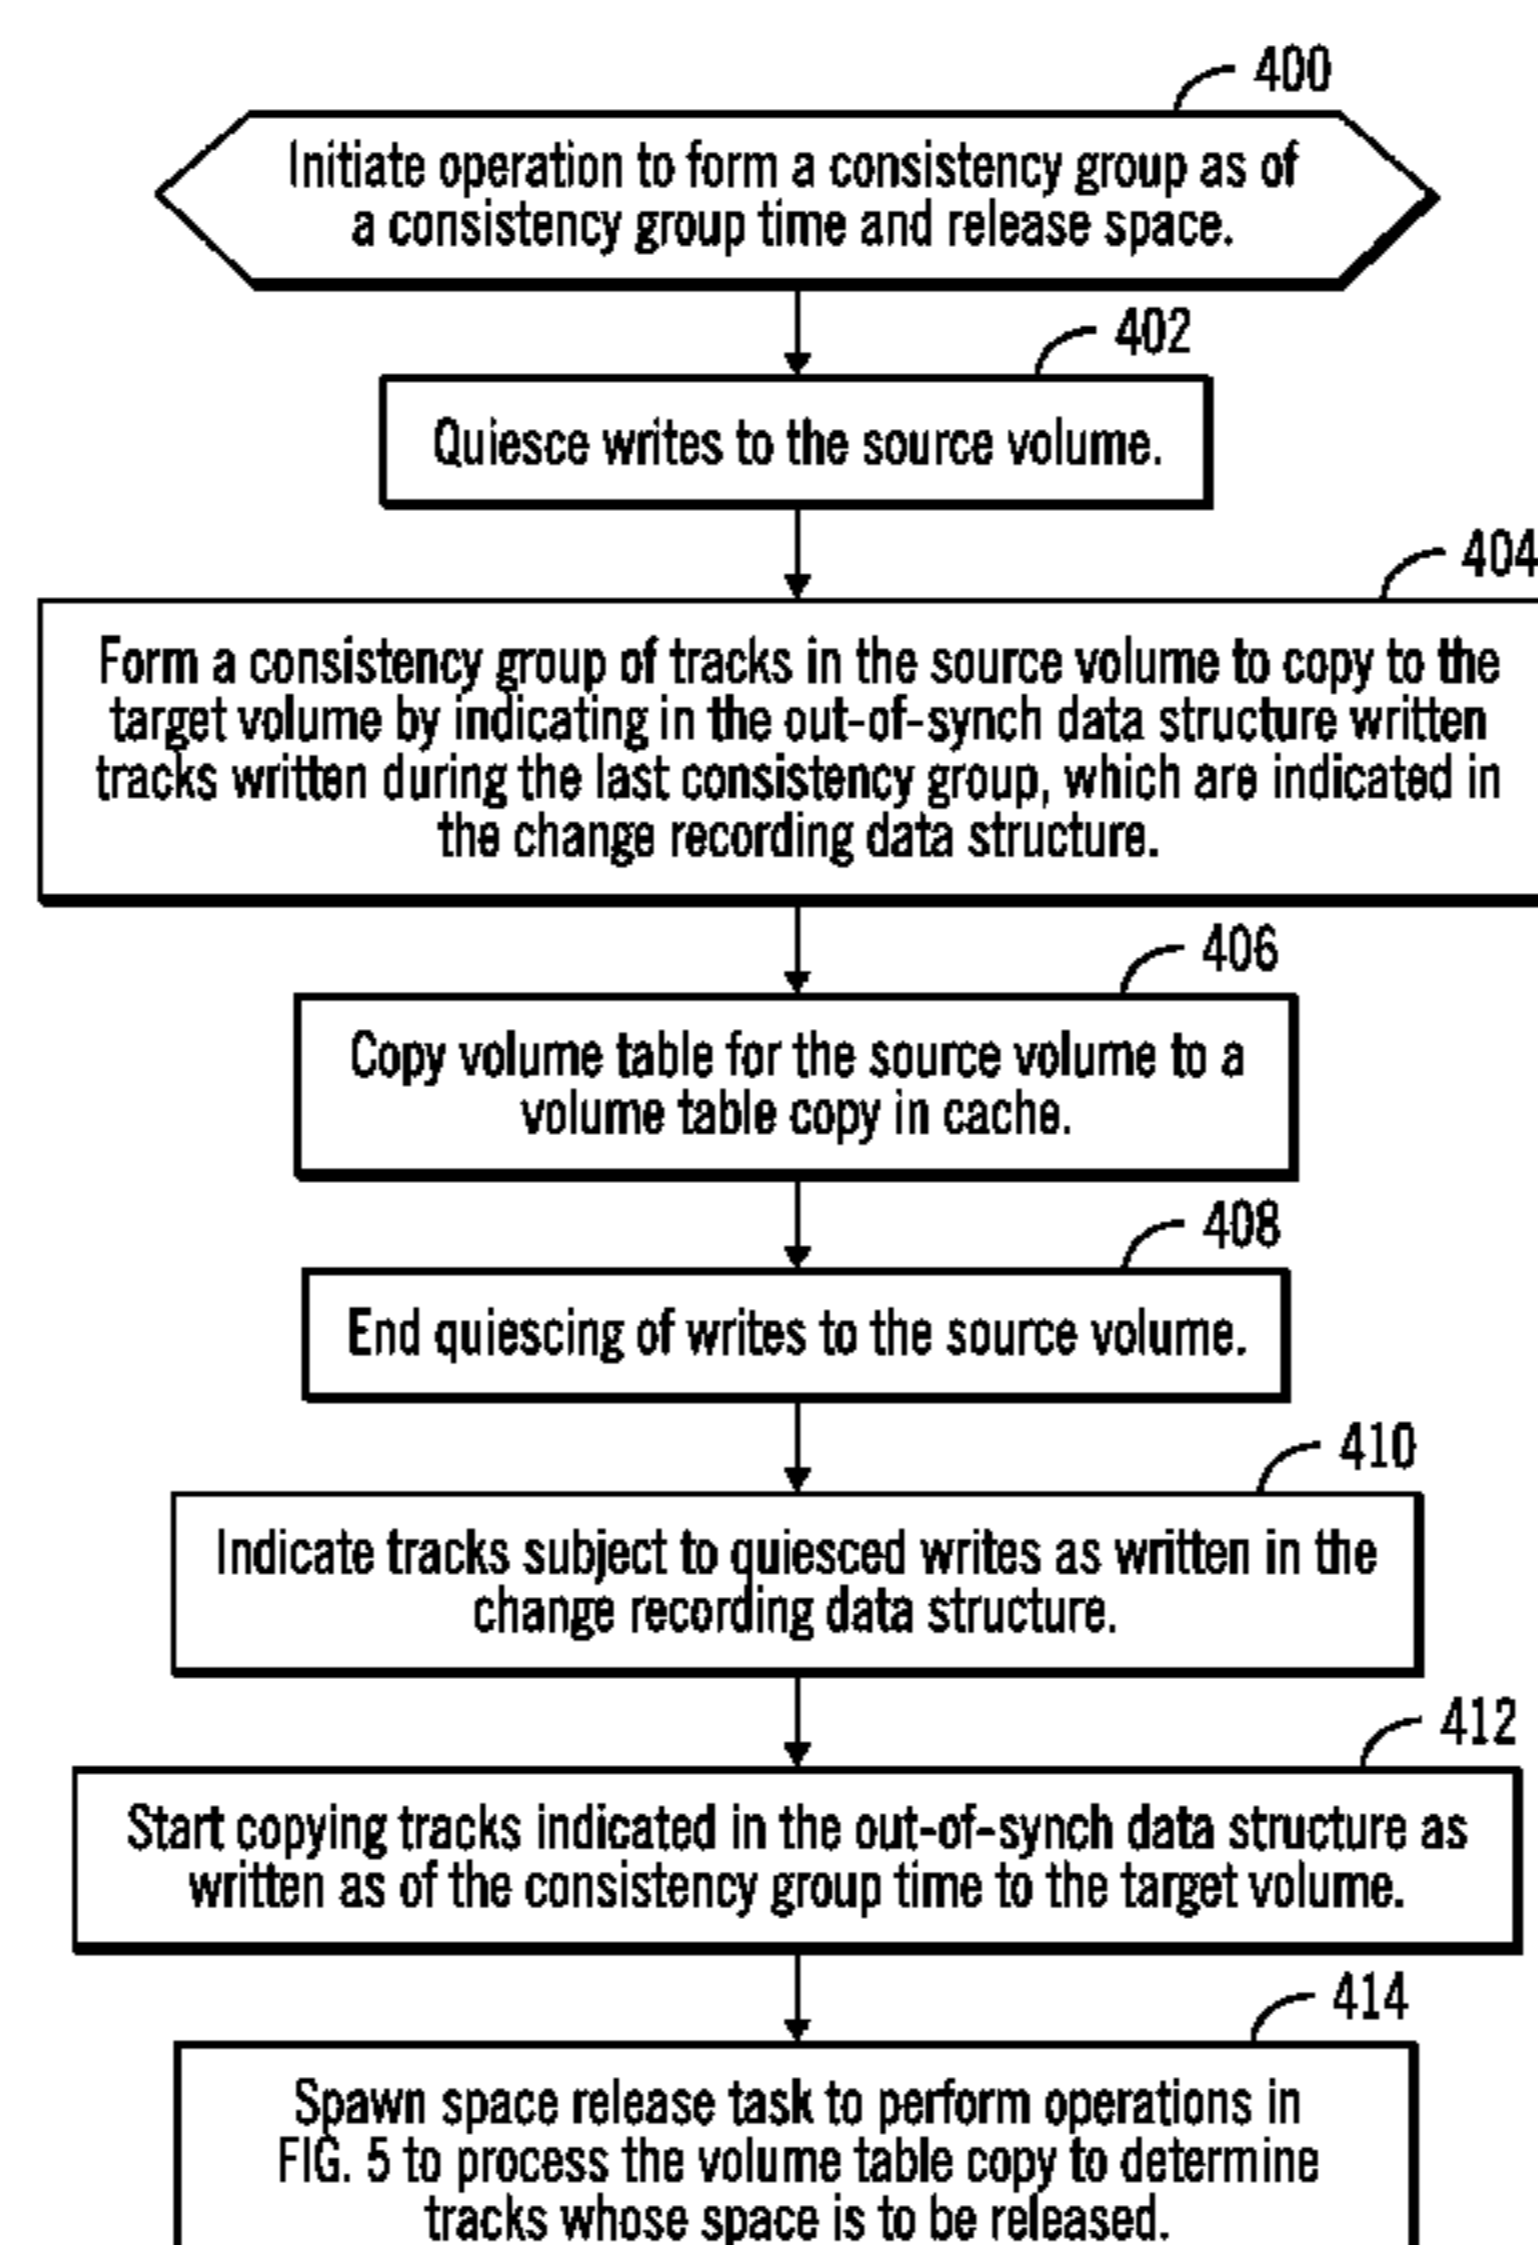 400
Initiate operation to form a consistency group as of
a consistency group time and release space.
402
Quiesce writes to the source volume.
404
Form a consistency group of tracks in the source volume to copy to the
target volume by indicating in the out-of-synch data structure written
tracks written during the last consistency group, which are indicated in
the change recording data structure.
406
Copy volume table for the source volume to a
volume table copy in cache.
408
End quiescing of writes to the source volume.
410
Indicate tracks subject to quiesced writes as written in the
change recording data structure.
412
Start copying tracks indicated in the out-of-synch data structure as
written as of the consistency group time to the target volume.
414
Spawn space release task to perform operations in
FIG. 5 to process the volume table copy to determine
tracks whose space is to be released.